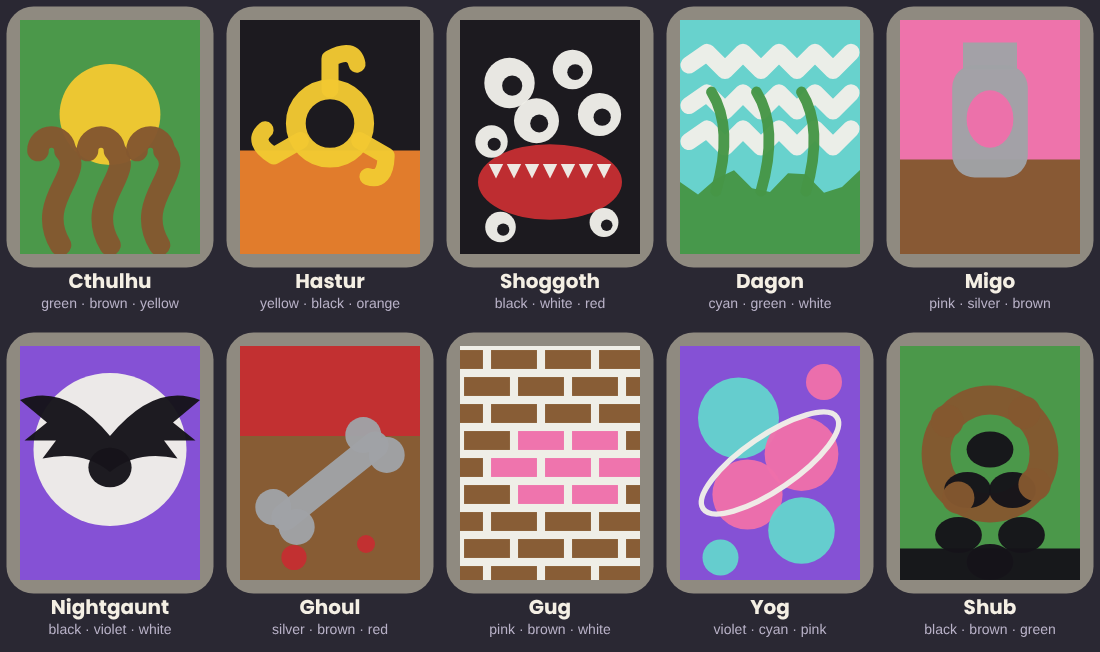 Cthulhu
green · brown · yellow
Hastur
yellow · black · orange
Shoggoth
black · white · red
Dagon
cyan · green · white
Migo
pink · silver · brown
Nightgaunt
black · violet · white
Ghoul
silver · brown · red
Gug
pink · brown · white
Yog
violet · cyan · pink
Shub
black · brown · green